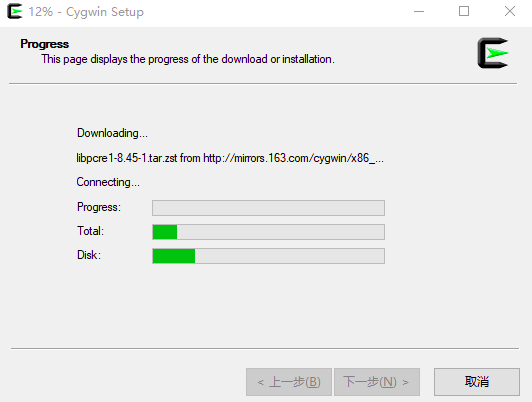 12% - Cygwin Setup
Progress
This page displays the progress of the download or installation.
Downloading...
libpcre1-8.45-1.tar.zst from http://mirrors.163.com/cygwin/x86_...
Connecting...
Progress:
Total:
Disk:
< 上一步(B) 下一步(N) > 取消